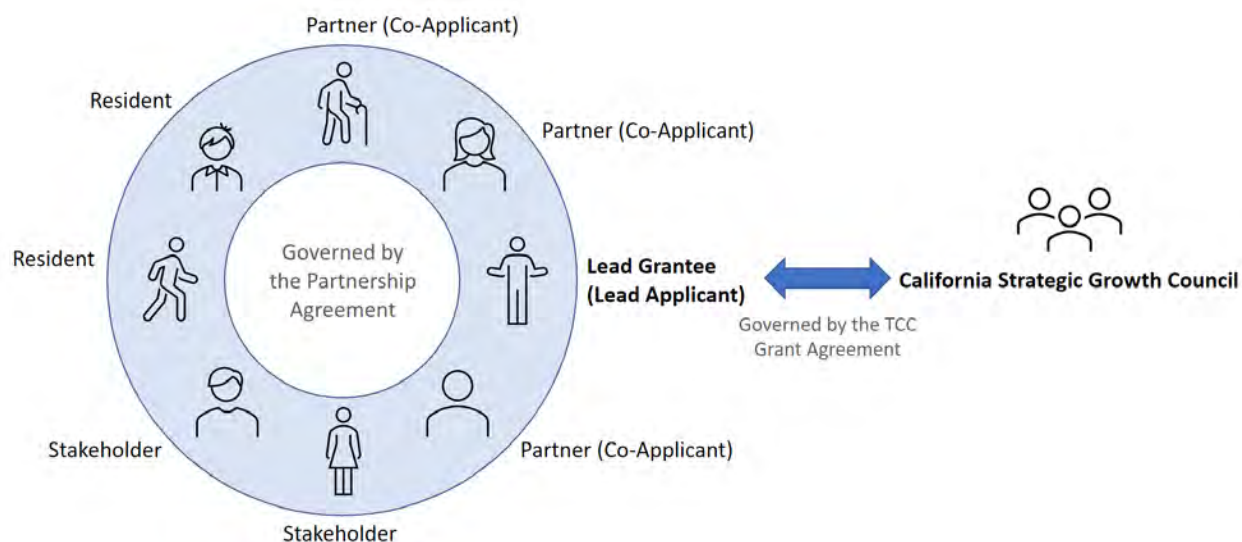 Partner (Co-Applicant)
Resident
Partner (Co-Applicant)
Resident
Governed by
the Partnership
Agreement
Lead Grantee
(Lead Applicant)
California Strategic Growth Council
Governed by the TCC
Grant Agreement
Stakeholder
Partner (Co-Applicant)
Stakeholder